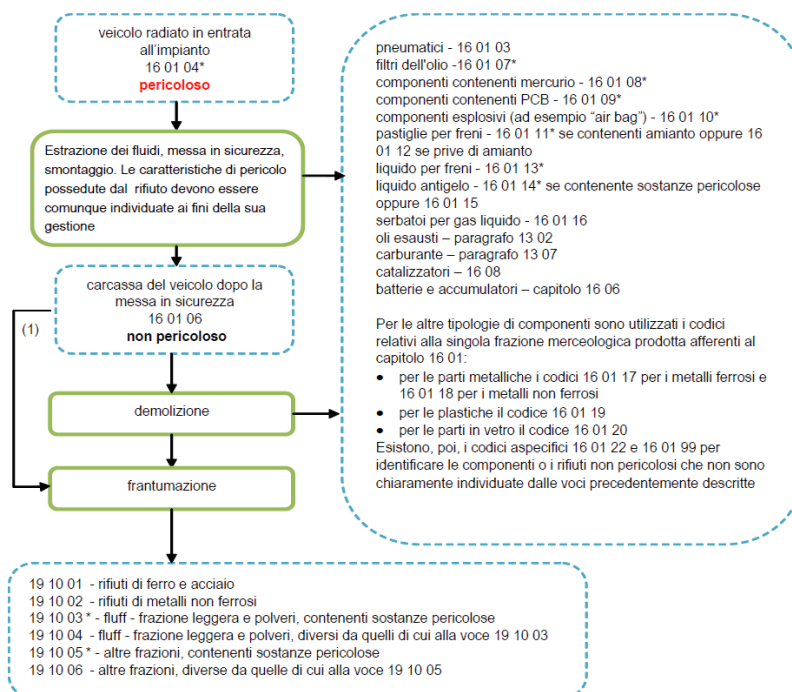 veicolo radiato in entrata
all'impianto
16 01 04*
pericoloso
Estrazione dei fluidi, messa in sicurezza,
smontaggio. Le caratteristiche di pericolo
possedute dal rifiuto devono essere
comunque individuate ai fini della sua
gestione
carcassa del veicolo dopo la
messa in sicurezza
16 01 06
non pericoloso
(1)
demolizione
frantumazione
pneumatici - 16 01 03
filtri dell'olio -16 01 07*
componenti contenenti mercurio - 16 01 08*
componenti contenenti PCB - 16 01 09*
componenti esplosivi (ad esempio “air bag”) - 16 01 10*
pastiglie per freni - 16 01 11* se contenenti amianto oppure 16
01 12 se prive di amianto
liquido per freni - 16 01 13*
liquido antigelo - 16 01 14* se contenente sostanze pericolose
oppure 16 01 15
serbatoi per gas liquido - 16 01 16
oli esausti – paragrafo 13 02
carburante – paragrafo 13 07
catalizzatori – 16 08
batterie e accumulatori – capitolo 16 06
Per le altre tipologie di componenti sono utilizzati i codici
relativi alla singola frazione merceologica prodotta afferenti al
capitolo 16 01:
• per le parti metalliche i codici 16 01 17 per i metalli ferrosi e
16 01 18 per i metalli non ferrosi
• per le plastiche il codice 16 01 19
• per le parti in vetro il codice 16 01 20
Esistono, poi, i codici aspecifici 16 01 22 e 16 01 99 per
identificare le componenti o i rifiuti non pericolosi che non sono
chiaramente individuate dalle voci precedentemente descritte
19 10 01 - rifiuti di ferro e acciaio
19 10 02 - rifiuti di metalli non ferrosi
19 10 03 * - fluff - frazione leggera e polveri, contenenti sostanze pericolose
19 10 04 - fluff - frazione leggera e polveri, diversi da quelli di cui alla voce 19 10 03
19 10 05 * - altre frazioni, contenenti sostanze pericolose
19 10 06 - altre frazioni, diverse da quelle di cui alla voce 19 10 05